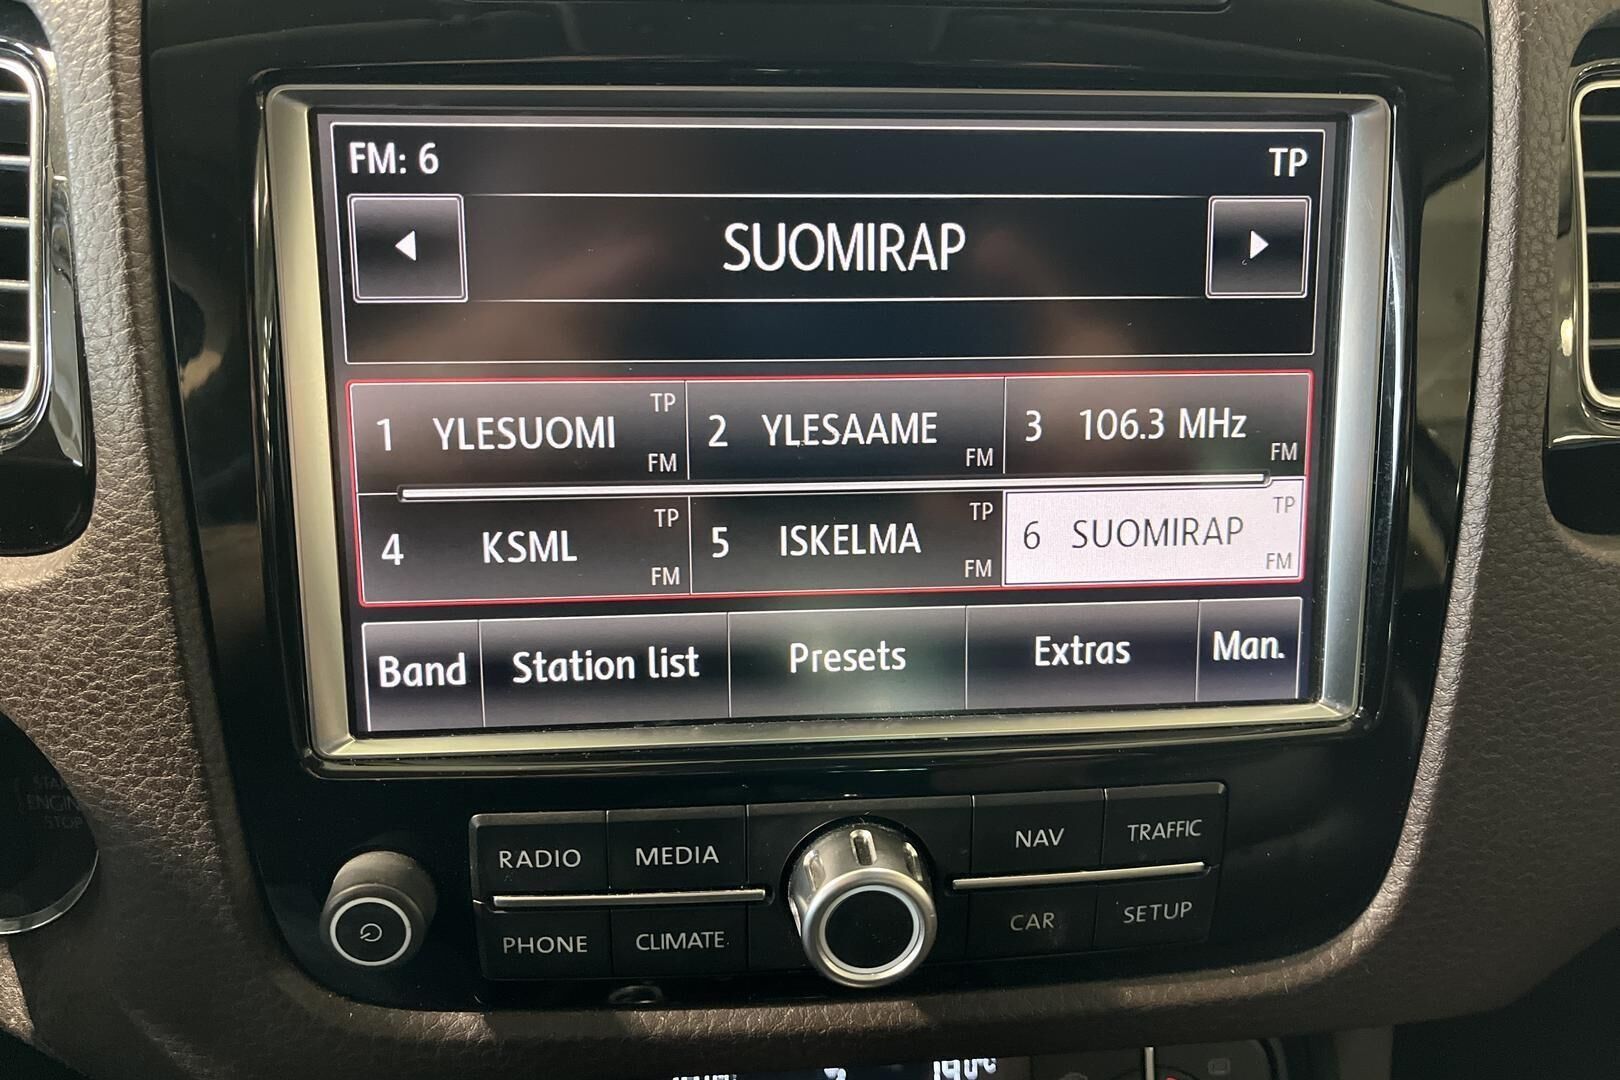 FM: 6 TP
SUOMIRAP
1 YLESUOMI TP FM
2 YLESAAME FM
3 106.3 MHz FM
4 KSML TP FM
5 ISKELMA TP FM
6 SUOMIRAP TP FM
Band Station list Presets Extras Man.
RADIO MEDIA NAV TRAFFIC
PHONE CLIMATE CAR SETUP
ENGINE
STOP